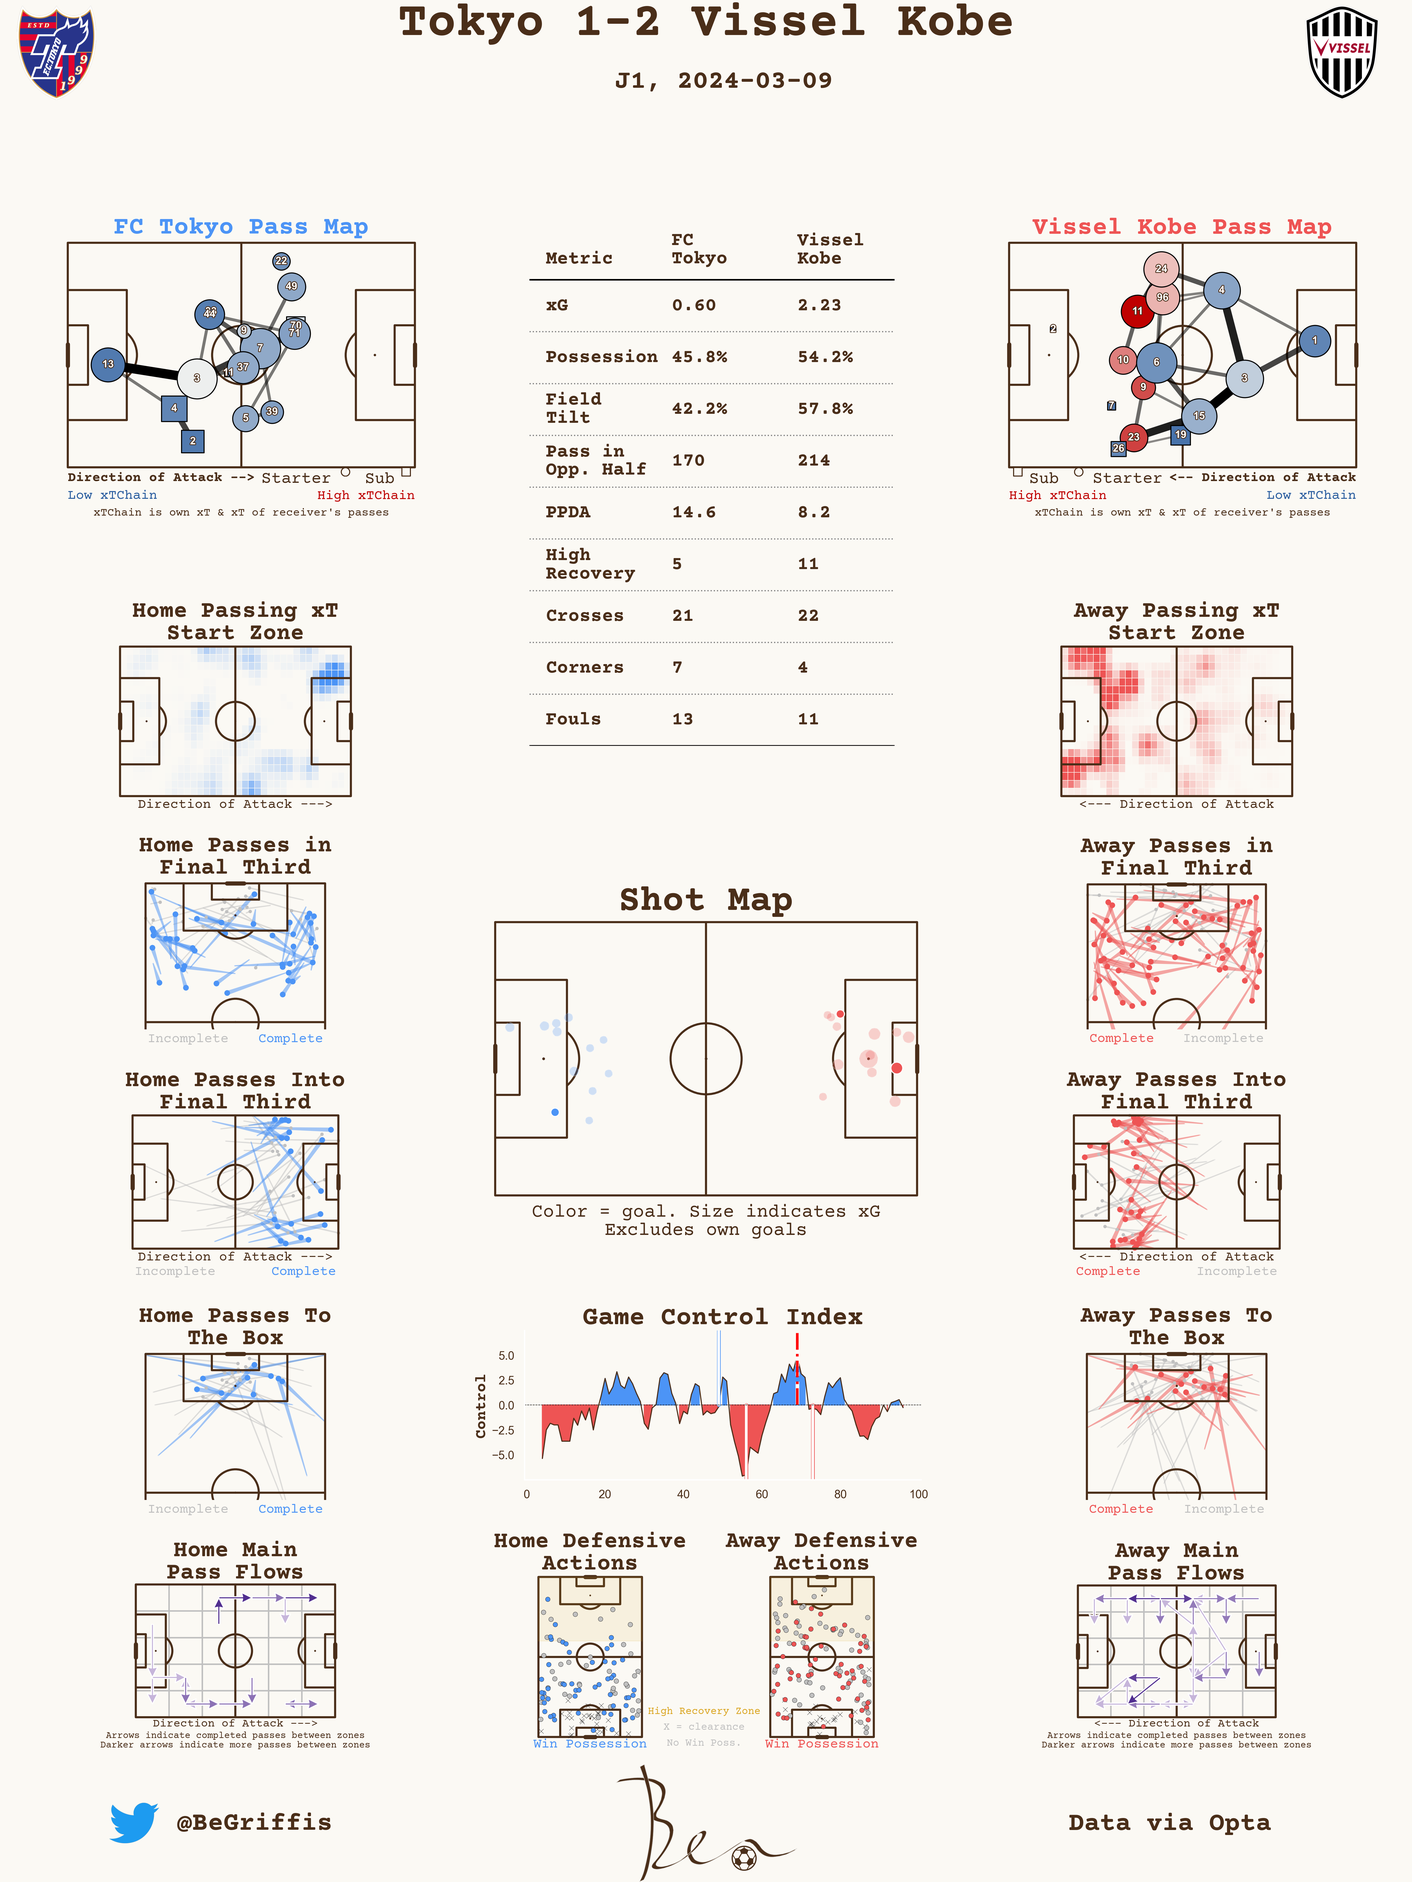 Tokyo 1-2 Vissel Kobe
J1, 2024-03-09
ESTD
FCTOKYO
1999
VISSEL
FC Tokyo Pass Map
22
49
44
9
70
71
7
13
37
11
3
4
5
39
2
Direction of Attack --> Starter Sub
Low xTChain High xTChain
xTChain is own xT & xT of receiver's passes
Metric FC Tokyo Vissel Kobe
xG 0.60 2.23
Possession 45.8% 54.2%
Field Tilt 42.2% 57.8%
Pass in Opp. Half 170 214
PPDA 14.6 8.2
High Recovery 5 11
Crosses 21 22
Corners 7 4
Fouls 13 11
Vissel Kobe Pass Map
24
4
96
11
2
1
10
6
3
9
7
15
23
19
26
Sub Starter <-- Direction of Attack
High xTChain Low xTChain
xTChain is own xT & xT of receiver's passes
Home Passing xT
Start Zone
Direction of Attack --->
Away Passing xT
Start Zone
<--- Direction of Attack
Home Passes in
Final Third
Incomplete Complete
Away Passes in
Final Third
Complete Incomplete
Shot Map
Color = goal. Size indicates xG
Excludes own goals
Home Passes Into
Final Third
Direction of Attack --->
Incomplete Complete
Away Passes Into
Final Third
<--- Direction of Attack
Complete Incomplete
Home Passes To
The Box
Incomplete Complete
Game Control Index
Control
5.0
2.5
0.0
−2.5
−5.0
0 20 40 60 80 100
Away Passes To
The Box
Complete Incomplete
Home Main
Pass Flows
Direction of Attack --->
Arrows indicate completed passes between zones
Darker arrows indicate more passes between zones
Home Defensive
Actions
Win Possession
Away Defensive
Actions
Win Possession
High Recovery Zone
X = clearance
No Win Poss.
Away Main
Pass Flows
<--- Direction of Attack
Arrows indicate completed passes between zones
Darker arrows indicate more passes between zones
@BeGriffis
Ben
Data via Opta